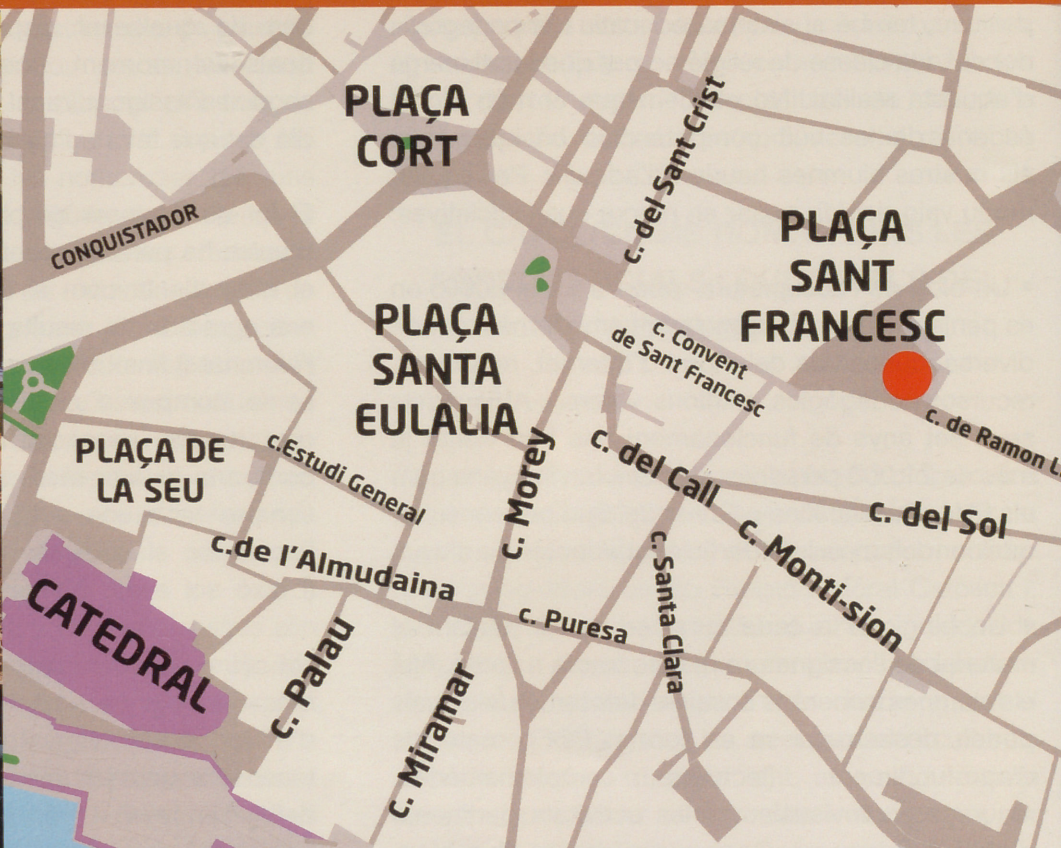 PLAÇA
CORT
c. del Sant Crist
CONQUISTADOR
PLAÇA
SANT
FRANCESC
PLAÇA
SANTA
EULALIA
c. Convent
de Sant Francesc
c. de Ramon L
PLAÇA DE
LA SEU
c.Estudi General
c. Morey
c. del Call
c. del Sol
c.de l'Almudaina
c. Monti-sion
CATEDRAL
c. Palau
c. Puresa
c. Santa Clara
c. Miramar